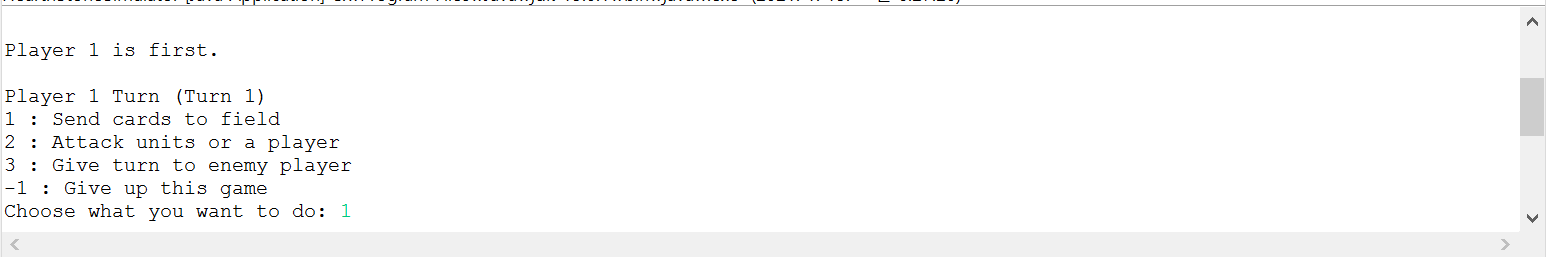 Player 1 is first.
Player 1 Turn (Turn 1)
1 : Send cards to field
2 : Attack units or a player
3 : Give turn to enemy player
-1 : Give up this game
Choose what you want to do: 1